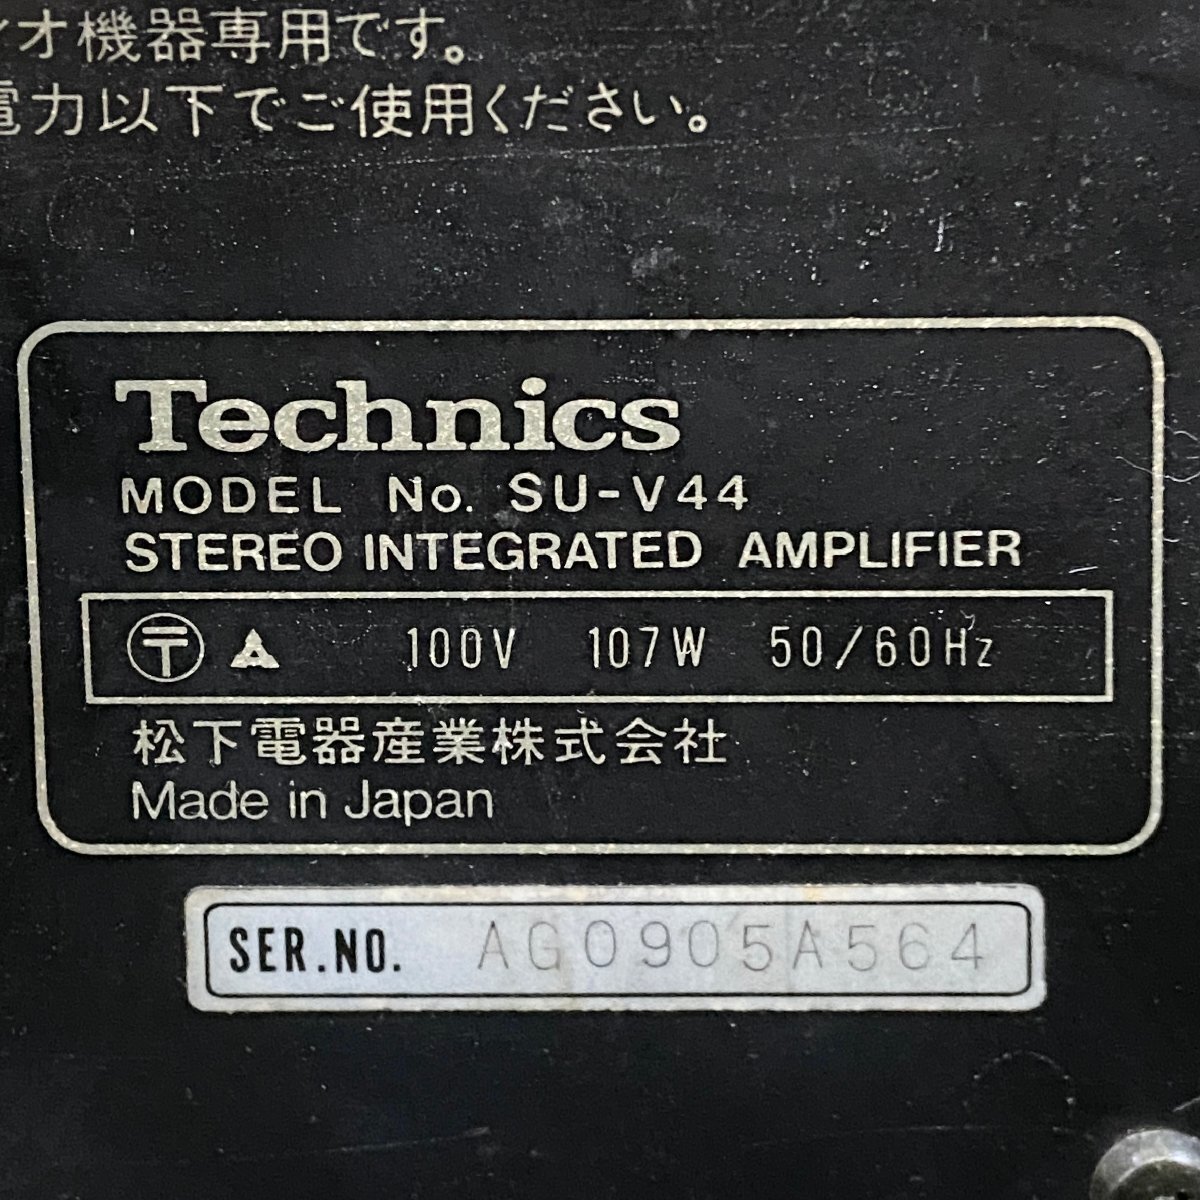 オ機器専用です。
電力以下でご使用ください。
Technics
MODEL No. SU-V44
STEREO INTEGRATED AMPLIFIER
〒 100V 107W 50/60Hz
松下電器産業株式会社
Made in Japan
SER.NO. AG0905A564